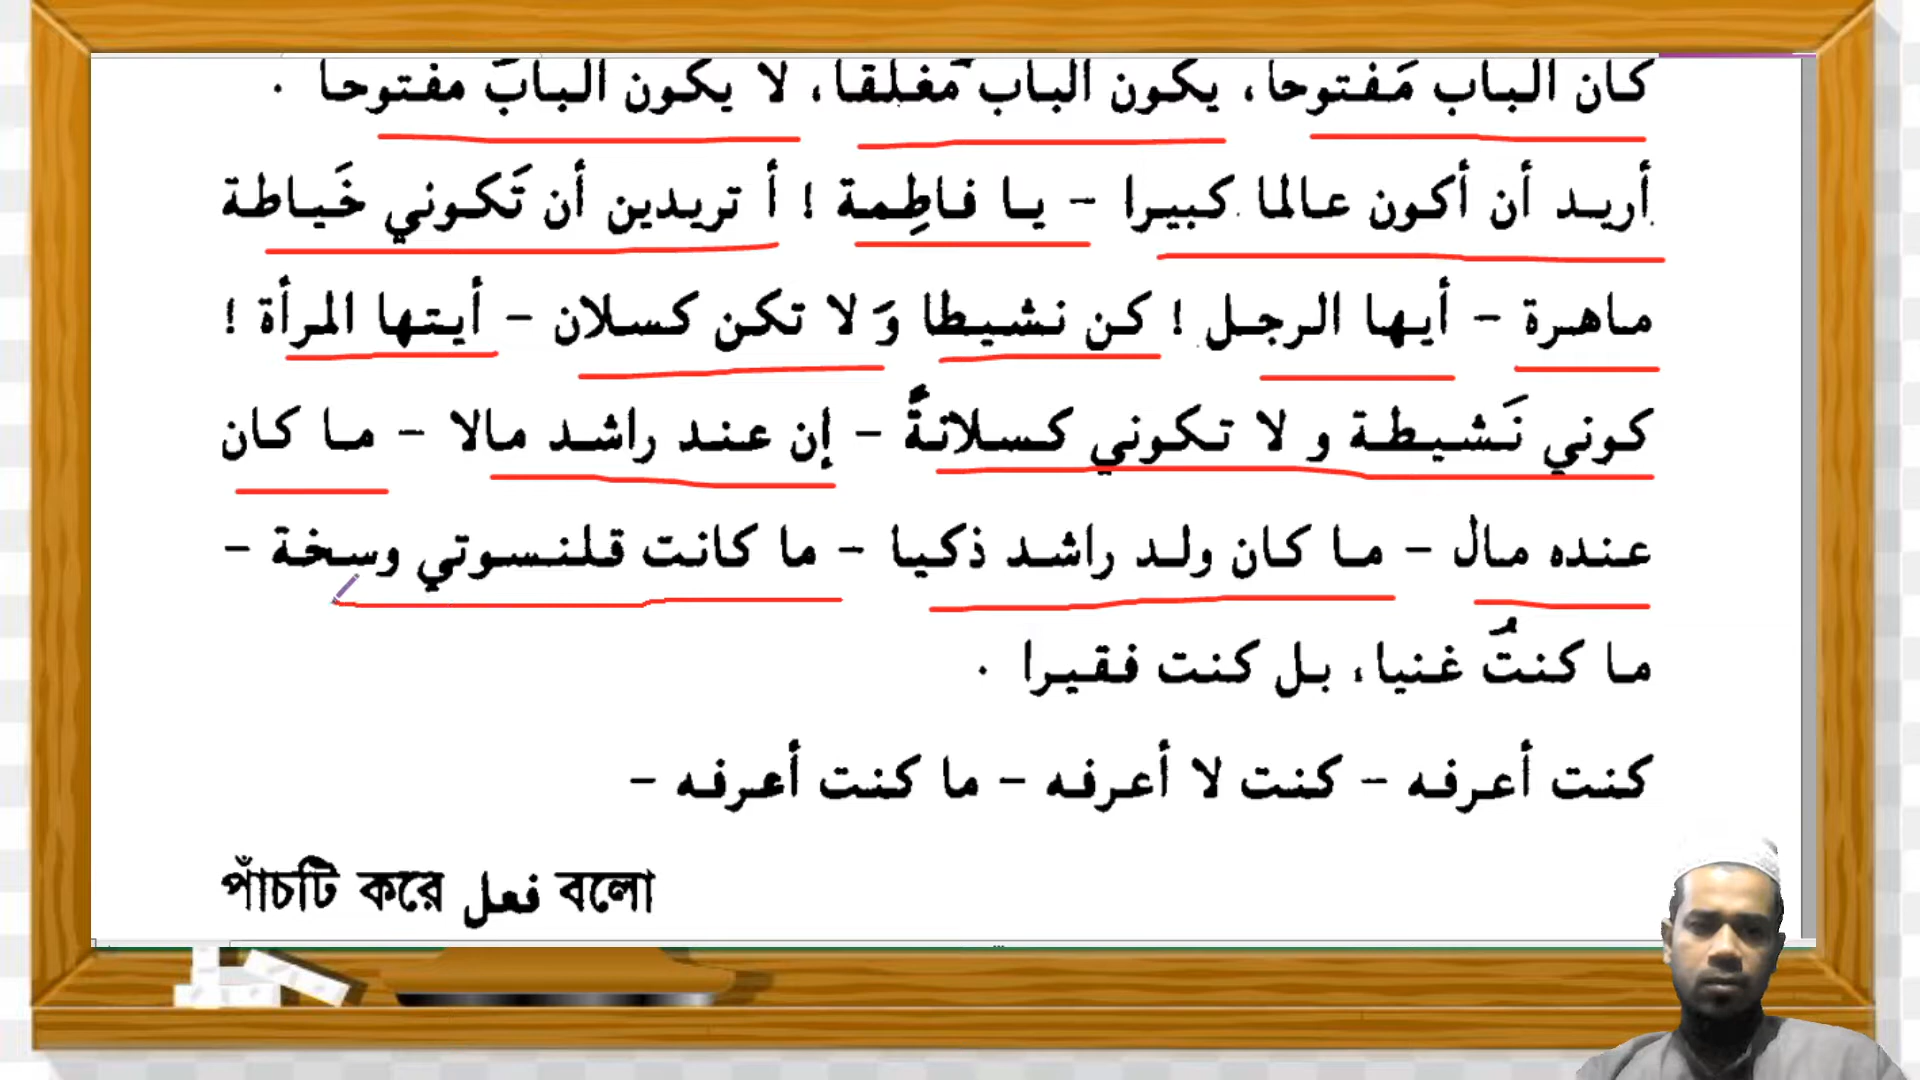 كان الباب مَفتوحا، يكون الباب مغلقا، لا يكون الباب مفتوحا .
أريد أن أكون عالما كبيرا – يا فاطِمة ! أ تريدين أن تَكوني خَياطة
ماهرة – أيها الرجل ! كن نشيطا وَ لا تكن كسلان – أيتها المرأة !
كوني نَشيطة و لا تكوني كسلانةً – إن عند راشد مالا – ما كان
عنده مال – ما كان ولد راشد ذكيا – ما كانت قلنسوتي وسخة –
ما كنتُ غنيا، بل كنت فقيرا .
كنت أعرفه – كنت لا أعرفه – ما كنت أعرفه –
পাঁচটি করে فعل বলো